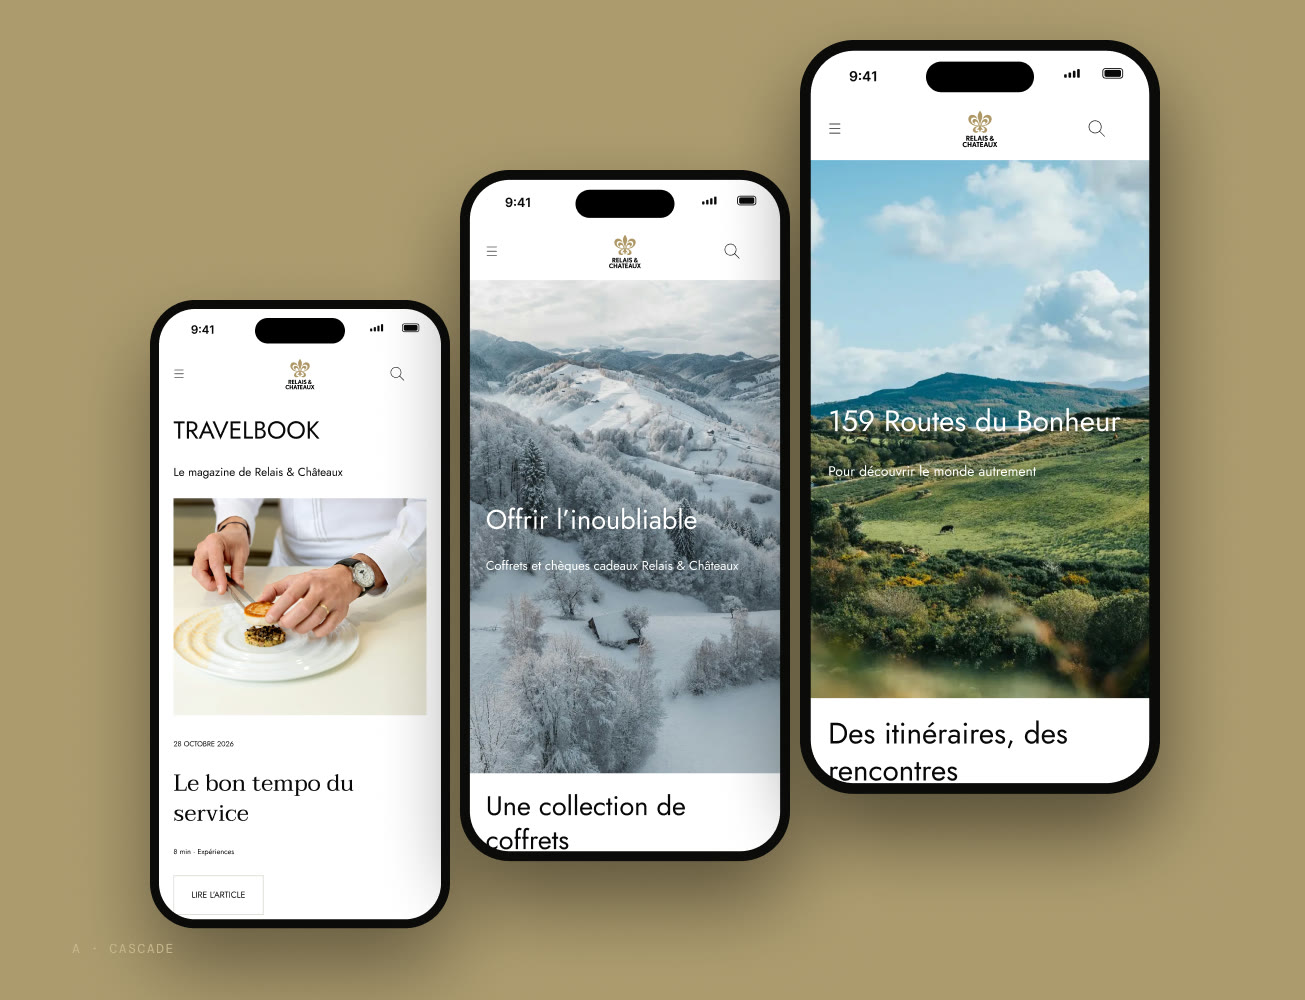 9:41
RELAIS &
CHATEAUX
TRAVELBOOK
Le magazine de Relais & Châteaux
28 OCTOBRE 2026
Le bon tempo du
service
8 min · Expériences
LIRE L'ARTICLE
9:41
RELAIS &
CHATEAUX
Offrir l'inoubliable
Coffrets et chèques cadeaux Relais & Châteaux
Une collection de
coffrets
9:41
RELAIS &
CHATEAUX
159 Routes du Bonheur
Pour découvrir le monde autrement
Des itinéraires, des
rencontres
A · CASCADE